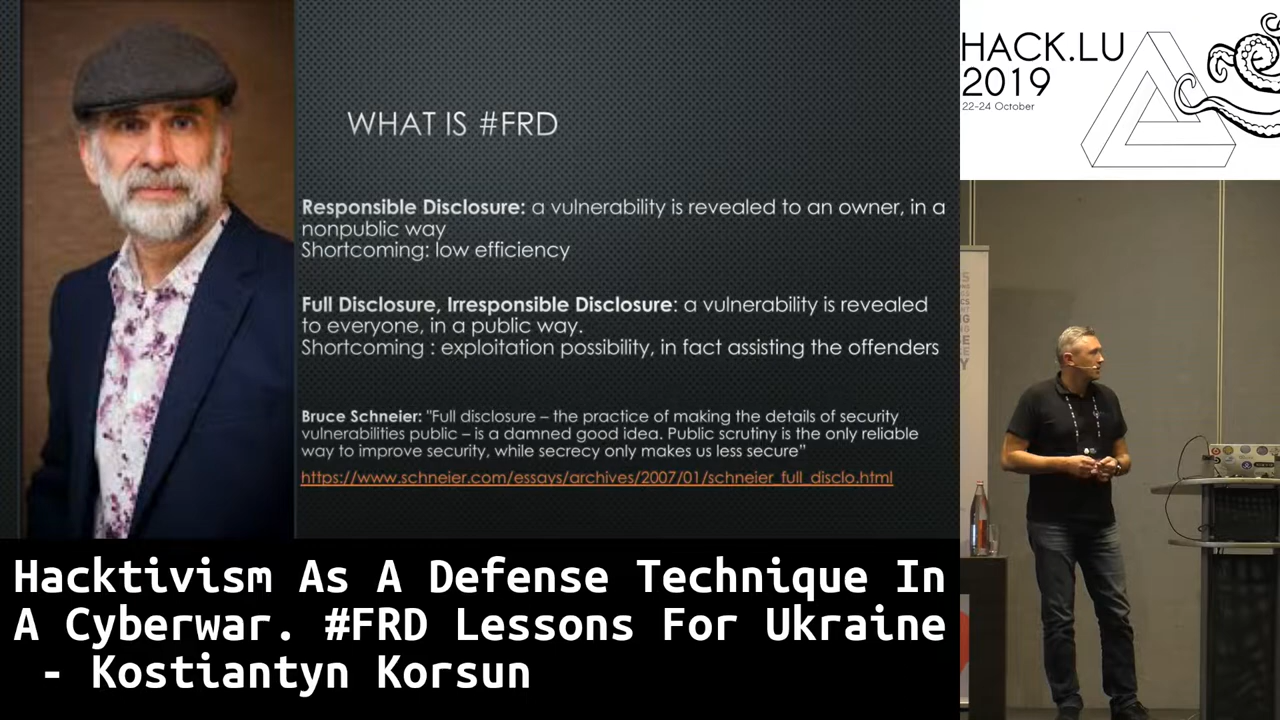 WHAT IS #FRD
Responsible Disclosure: a vulnerability is revealed to an owner, in a
nonpublic way
Shortcoming: low efficiency
Full Disclosure, Irresponsible Disclosure: a vulnerability is revealed
to everyone, in a public way.
Shortcoming : exploitation possibility, in fact assisting the offenders
Bruce Schneier: "Full disclosure – the practice of making the details of security
vulnerabilities public – is a damned good idea. Public scrutiny is the only reliable
way to improve security, while secrecy only makes us less secure”
https://www.schneier.com/essays/archives/2007/01/schneier_full_disclo.html
HACK.LU
2019
22-24 October
Hacktivism As A Defense Technique In
A Cyberwar. #FRD Lessons For Ukraine
- Kostiantyn Korsun